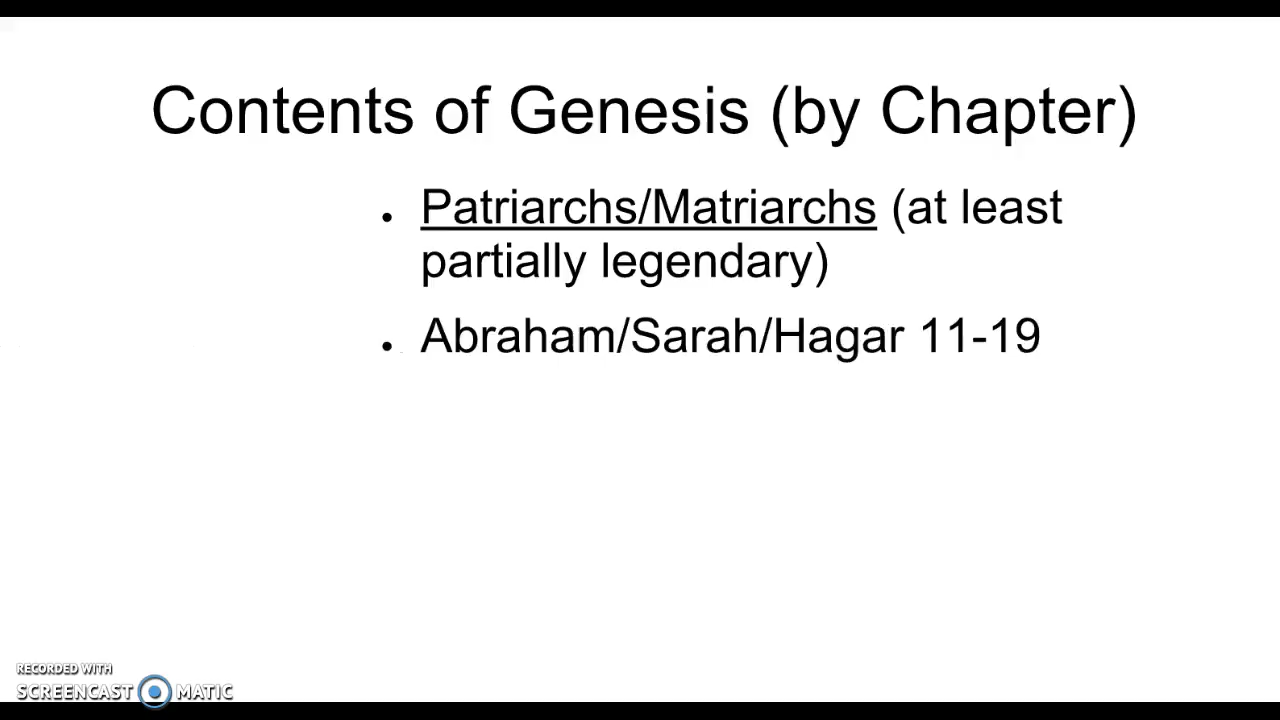 Contents of Genesis (by Chapter)
• Patriarchs/Matriarchs (at least
partially legendary)
• Abraham/Sarah/Hagar 11-19
RECORDED WITH
SCREENCAST MATIC